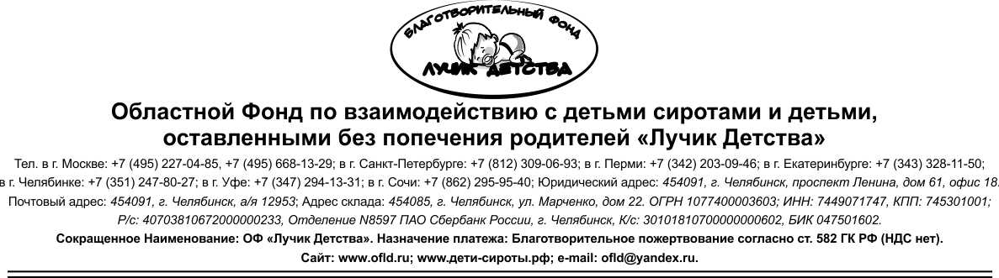 БЛАГОТВОРИТЕЛЬНЫЙ ФОНД
ЛУЧИК ДЕТСТВА
Областной Фонд по взаимодействию с детьми сиротами и детьми,
оставленными без попечения родителей «Лучик Детства»
Тел. в г. Москве: +7 (495) 227-04-85, +7 (495) 668-13-29; в г. Санкт-Петербурге: +7 (812) 309-06-93; в г. Перми: +7 (342) 203-09-46; в г. Екатеринбурге: +7 (343) 328-11-50;
в г. Челябинке: +7 (351) 247-80-27; в г. Уфе: +7 (347) 294-13-31; в г. Сочи: +7 (862) 295-95-40; Юридический адрес: 454091, г. Челябинск, проспект Ленина, дом 61, офис 18.
Почтовый адрес: 454091, г. Челябинск, а/я 12953; Адрес склада: 454085, г. Челябинск, ул. Марченко, дом 22. ОГРН 1077400003603; ИНН: 7449071747, КПП: 745301001;
Р/с: 40703810672000000233, Отделение N8597 ПАО Сбербанк России, г. Челябинск, К/с: 30101810700000000602, БИК 047501602.
Сокращенное Наименование: ОФ «Лучик Детства». Назначение платежа: Благотворительное пожертвование согласно ст. 582 ГК РФ (НДС нет).
Сайт: www.ofld.ru; www.дети-сироты.рф; e-mail: ofld@yandex.ru.